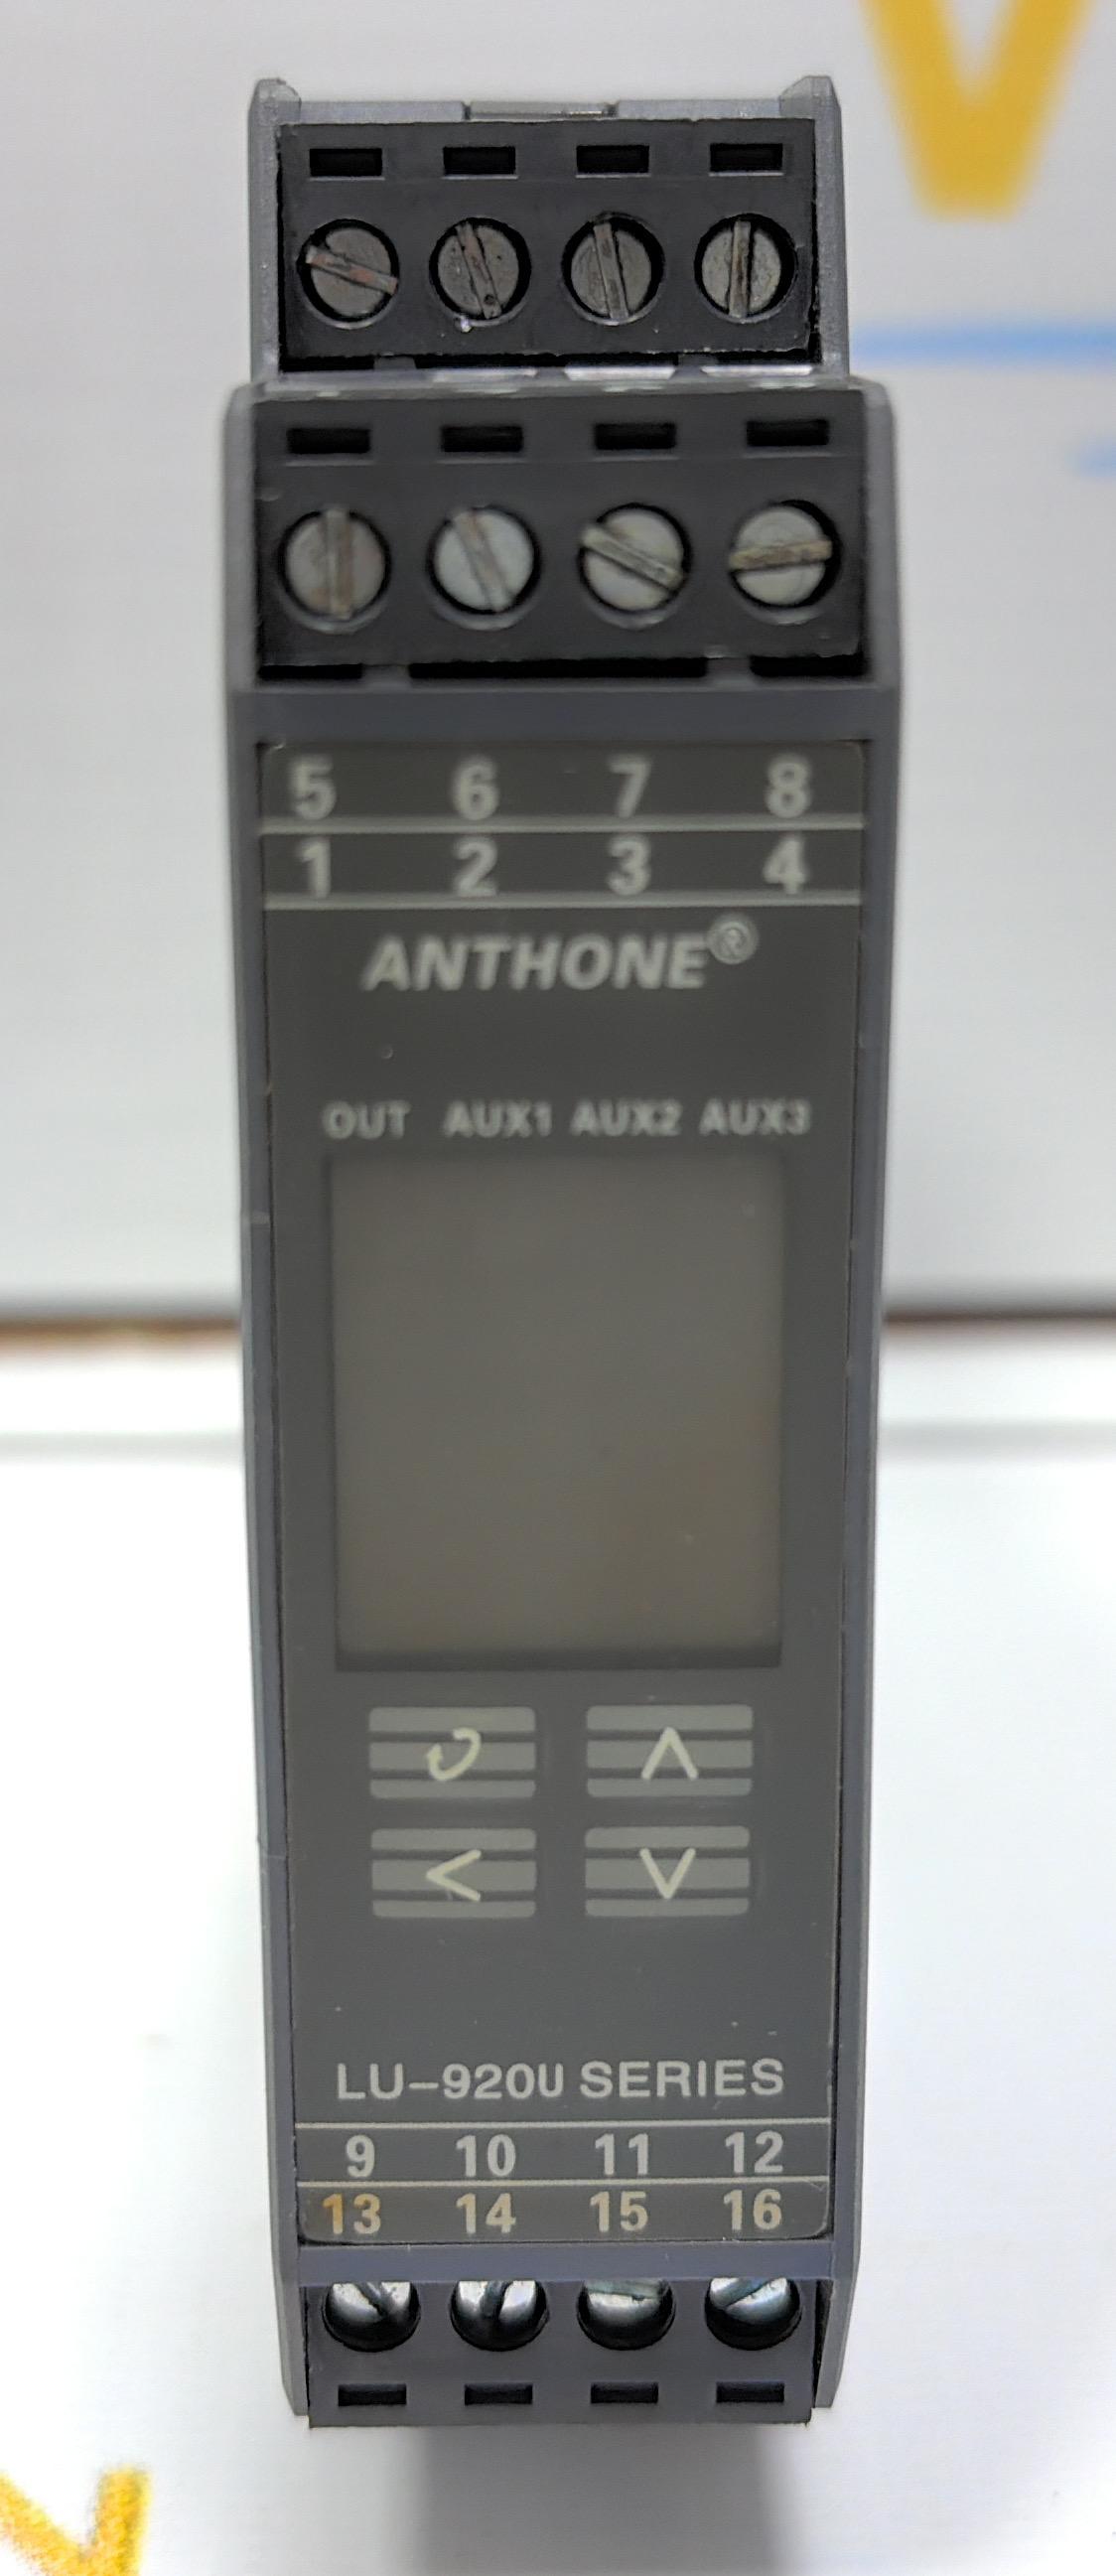 5 6 7 8
1 2 3 4
ANTHONE®
OUT AUX1 AUX2 AUX3
LU-920U SERIES
9 10 11 12
13 14 15 16